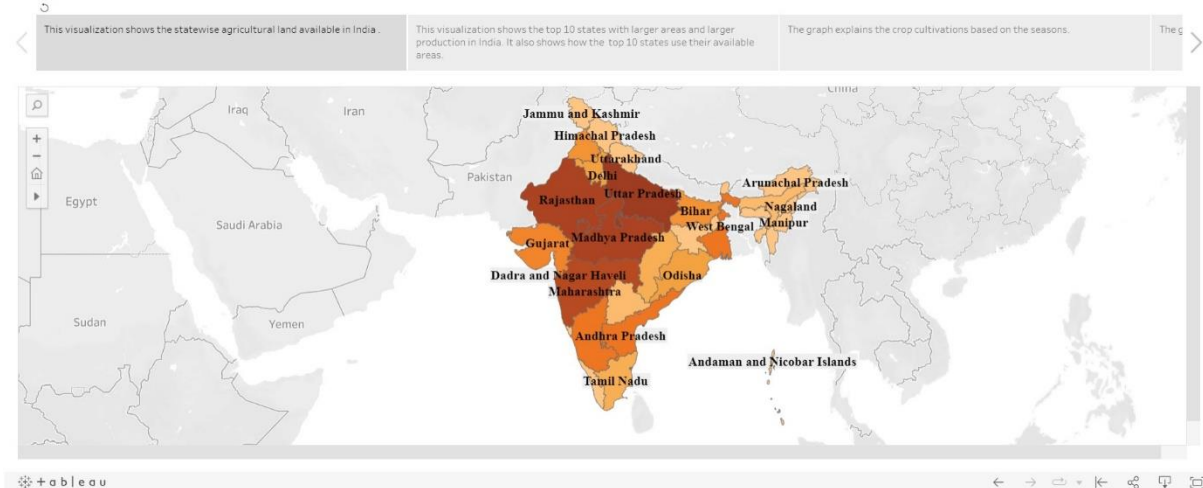 This visualization shows the statewise agricultural land available in India .
This visualization shows the top 10 states with larger areas and larger
production in India. It also shows how the top 10 states use their available
areas.
The graph explains the crop cultivations based on the seasons.
The g
China
Iraq
Iran
Jammu and Kashmir
Himachal Pradesh
Uttarakhand
Pakistan
Delhi
Arunachal Pradesh
Egypt
Rajasthan
Uttar Pradesh
Nagaland
Bihar
Saudi Arabia
West Bengal
Manipur
Gujarat
Madhya Pradesh
Dadra and Nagar Haveli
Odisha
Maharashtra
Sudan
Yemen
Andhra Pradesh
Andaman and Nicobar Islands
Tamil Nadu
+ableau